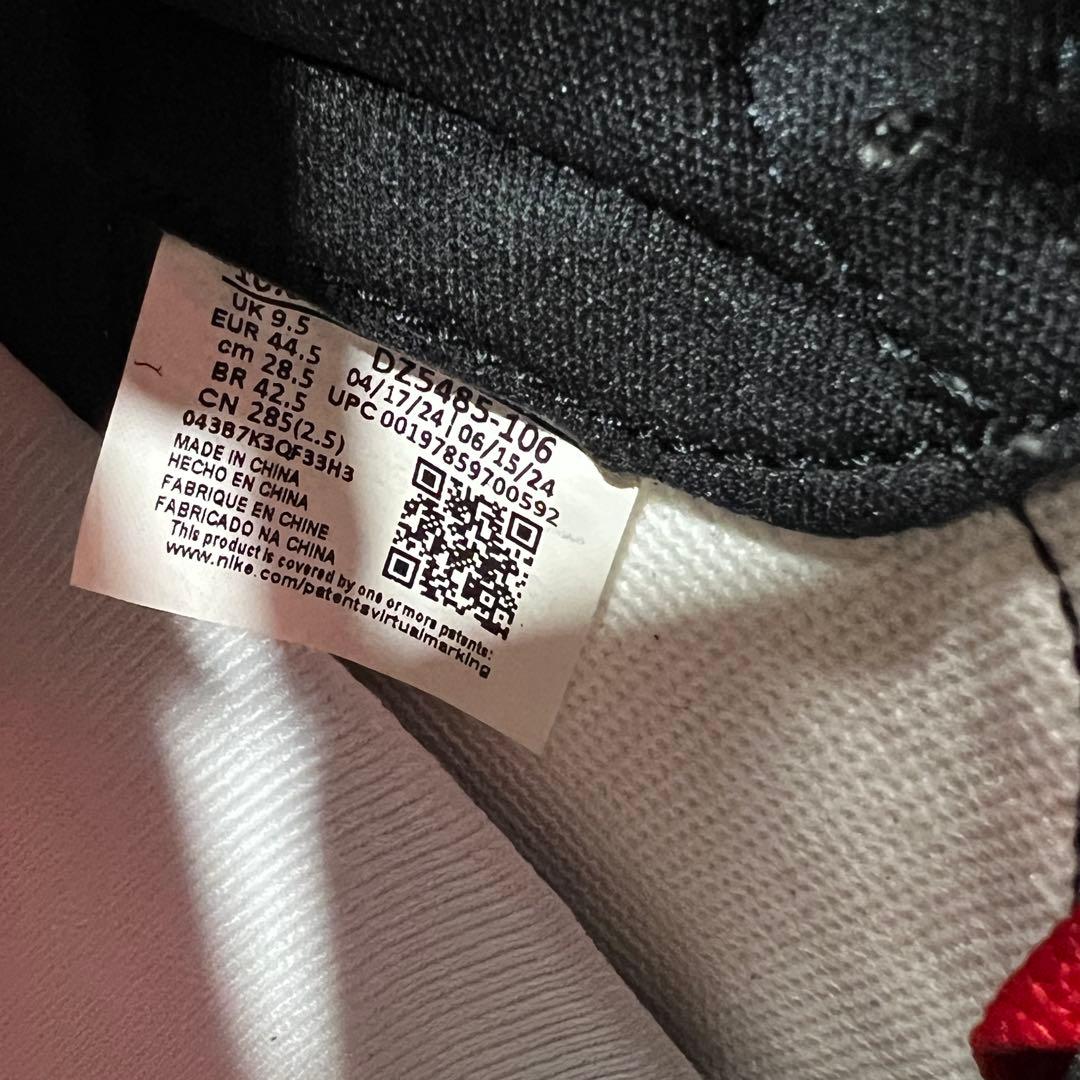 UK 9.5
EUR 44.5
cm 28.5
BR 42.5
CN 285(2.5)
043B7K3QF33H3
MADE IN CHINA
HECHO EN CHINA
FABRIQUE EN CHINE
FABRICADO NA CHINA
This product is covered by one or more patents:
www.nike.com/patentsvirtualmarking
DZ5485-106
04/17/24 | 06/15/24
UPC 00197859700592